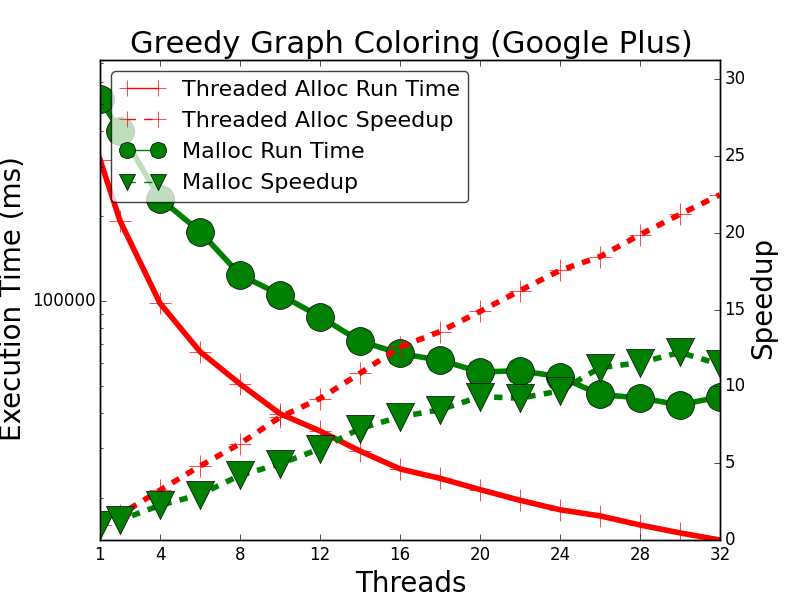 Greedy Graph Coloring (Google Plus)
Threaded Alloc Run Time
Threaded Alloc Speedup
Malloc Run Time
Malloc Speedup
Execution Time (ms)
100000
30
25
20
15
10
5
0
Speedup
1 4 8 12 16 20 24 28 32
Threads